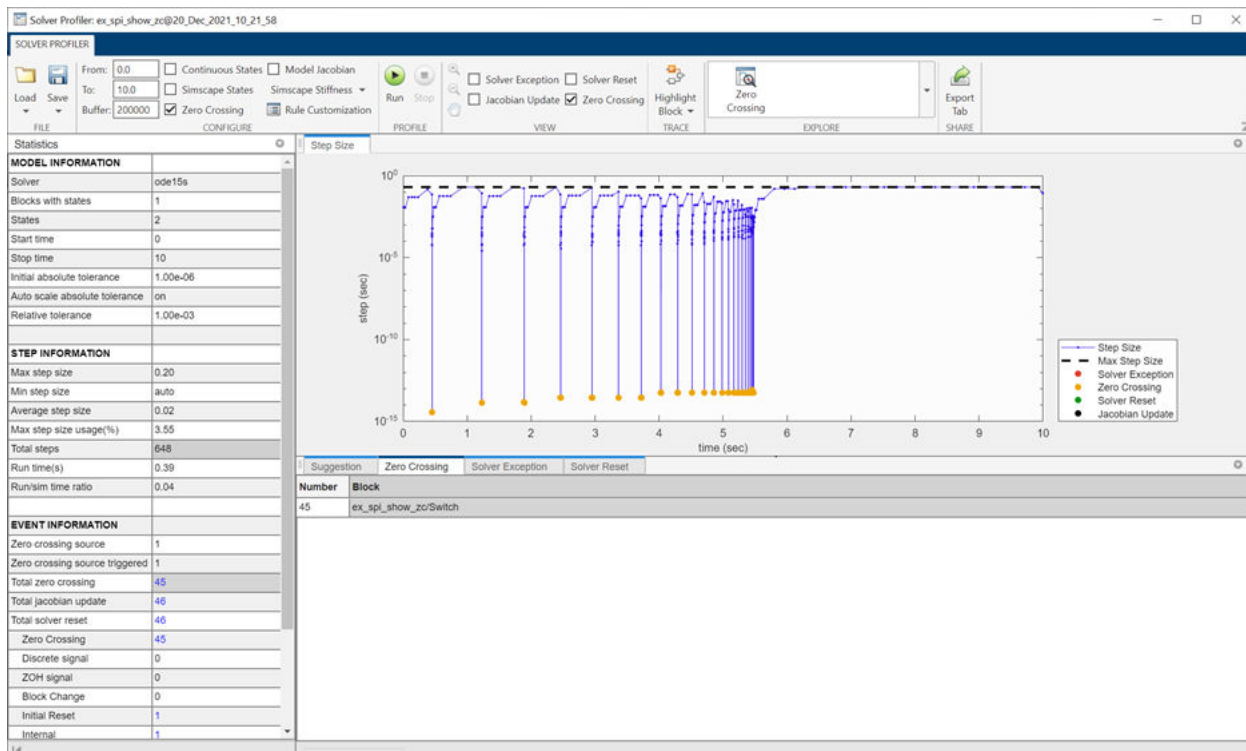 Solver Profiler: ex_spi_show_zc@20_Dec_2021_10_21_58
SOLVER PROFILER
Load
Save
From: 0.0
To: 10.0
Buffer: 200000
Continuous States
Model Jacobian
Simscape States
Simscape Stiffness
Zero Crossing
Rule Customization
Run
Stop
Solver Exception
Solver Reset
Jacobian Update
Zero Crossing
Highlight
Block
Zero
Crossing
Export
Tab
FILE
CONFIGURE
PROFILE
VIEW
TRACE
EXPLORE
SHARE
Statistics
MODEL INFORMATION
Solver ode15s
Blocks with states 1
States 2
Start time 0
Stop time 10
Initial absolute tolerance 1.00e-06
Auto scale absolute tolerance on
Relative tolerance 1.00e-03
STEP INFORMATION
Max step size 0.20
Min step size auto
Average step size 0.02
Max step size usage(%) 3.55
Total steps 648
Run time(s) 0.39
Run/sim time ratio 0.04
EVENT INFORMATION
Zero crossing source 1
Zero crossing source triggered 1
Total zero crossing 45
Total jacobian update 46
Total solver reset 46
Zero Crossing 45
Discrete signal 0
ZOH signal 0
Block Change 0
Initial Reset 1
Internal 1
Step Size
10^0
10^-5
10^-10
10^-15
step (sec)
0 1 2 3 4 5 6 7 8 9 10
time (sec)
Step Size
Max Step Size
Solver Exception
Zero Crossing
Solver Reset
Jacobian Update
Suggestion Zero Crossing Solver Exception Solver Reset
Number Block
45 ex_spi_show_zc/Switch